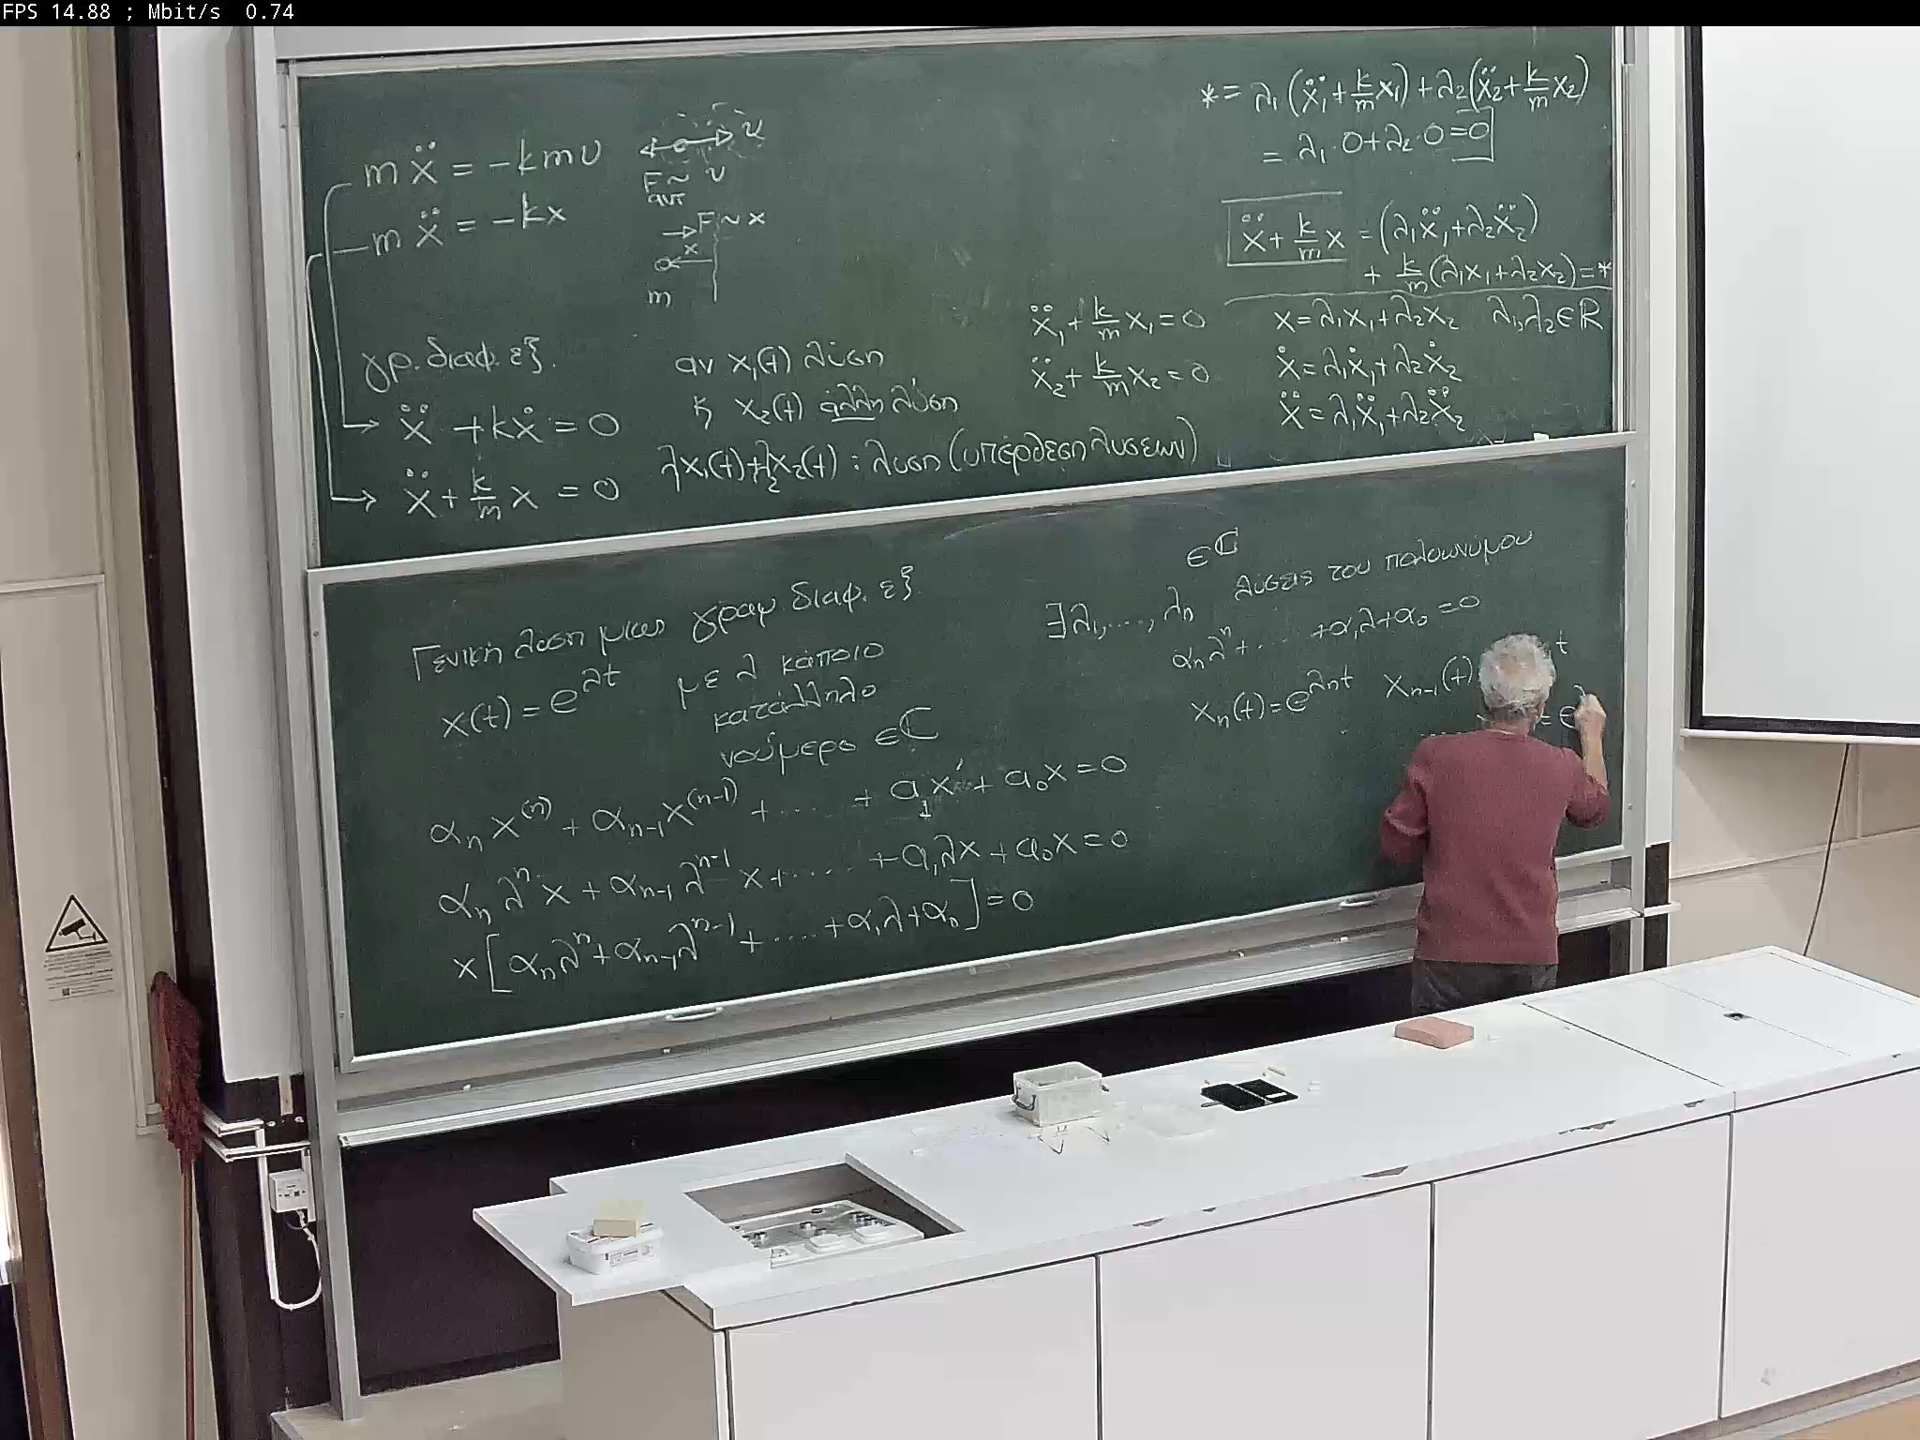 FPS 14.88 ; Mbit/s 0.74
m ẍ = -kmυ
m ẍ = -kx
υ
F ~ υ
αντ
F ~ x
x
m
γρ. διαφ. εξ.
ẍ + kẋ = 0
ẍ + k/m x = 0
αν x₁(t) λύση
ϗ x₂(t) άλλη λύση
λ₁x₁(t)+λ₂x₂(t) : λύση (υπέρθεση λυσεων)
ẍ₁ + k/m x₁ = 0
ẍ₂ + k/m x₂ = 0
* = λ₁(ẍ₁ + k/m x₁) + λ₂(ẍ₂ + k/m x₂)
= λ₁·0+λ₂·0=0
ẍ + k/m x = (λ₁ẍ₁+λ₂ẍ₂)
+ k/m (λ₁x₁+λ₂x₂) = *
x = λ₁x₁+λ₂x₂ λ₁,λ₂∈R
ẋ = λ₁ẋ₁+λ₂ẋ₂
ẍ = λ₁ẍ₁+λ₂ẍ₂
Γενική λύση μιας γραμ. διαφ. εξ
x(t) = e^{λt} με λ κάποιο
κατάλληλο
νούμερο ∈ℂ
αₙx⁽ⁿ⁾ + αₙ₋₁x⁽ⁿ⁻¹⁾ + .... + α₁x′ + α₀x = 0
αₙλⁿx + αₙ₋₁λⁿ⁻¹x + ..... + α₁λx + α₀x = 0
x[αₙλⁿ+αₙ₋₁λⁿ⁻¹+....+α₁λ+α₀] = 0
∈ℂ
∃λ₁,...,λₙ λύσεις του πολυωνύμου
αₙλⁿ+... +α₁λ+α₀ = 0
xₙ(t) = e^{λₙt} xₙ₋₁(t) t
= e